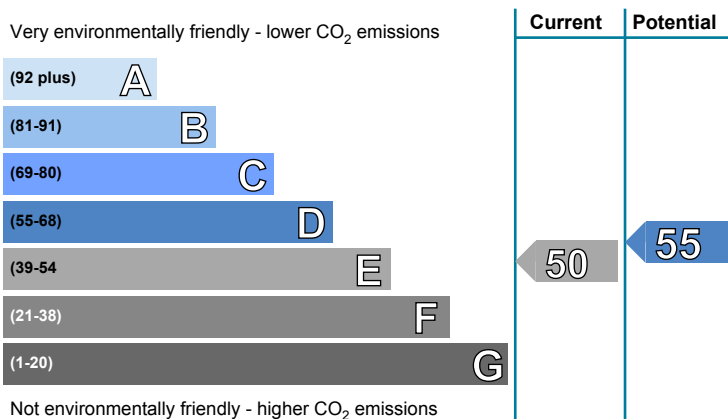 Current Potential
Very environmentally friendly - lower CO2 emissions
(92 plus) A
(81-91) B
(69-80) C
(55-68) D
(39-54 E
50
55
(21-38) F
(1-20) G
Not environmentally friendly - higher CO2 emissions